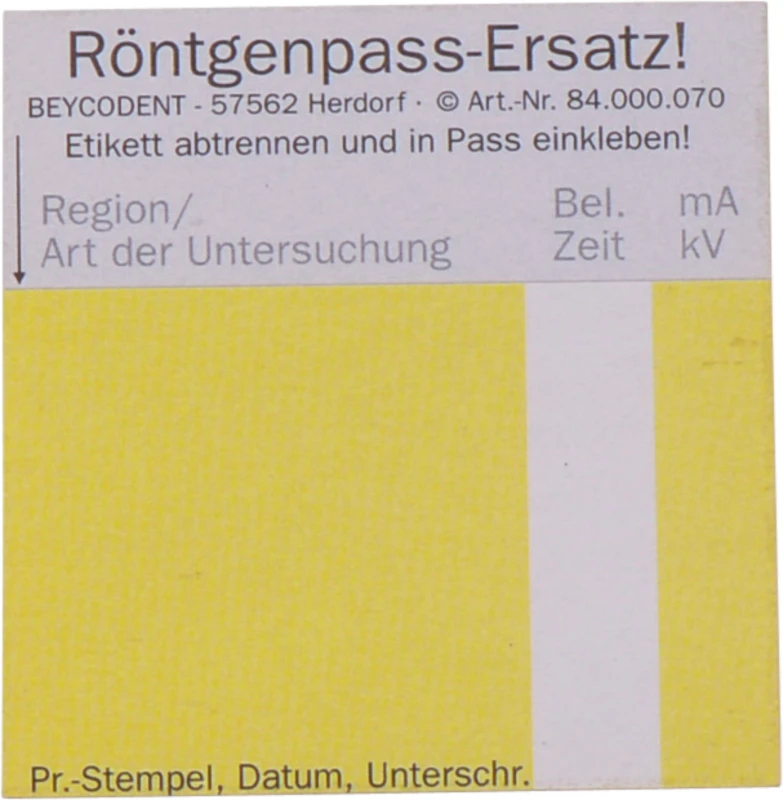 Röntgenpass-Ersatz!
BEYCODENT - 57562 Herdorf · © Art.-Nr. 84.000.070
Etikett abtrennen und in Pass einkleben!
Region/ Bel. mA
Art der Untersuchung Zeit kV
Pr.-Stempel, Datum, Unterschr.